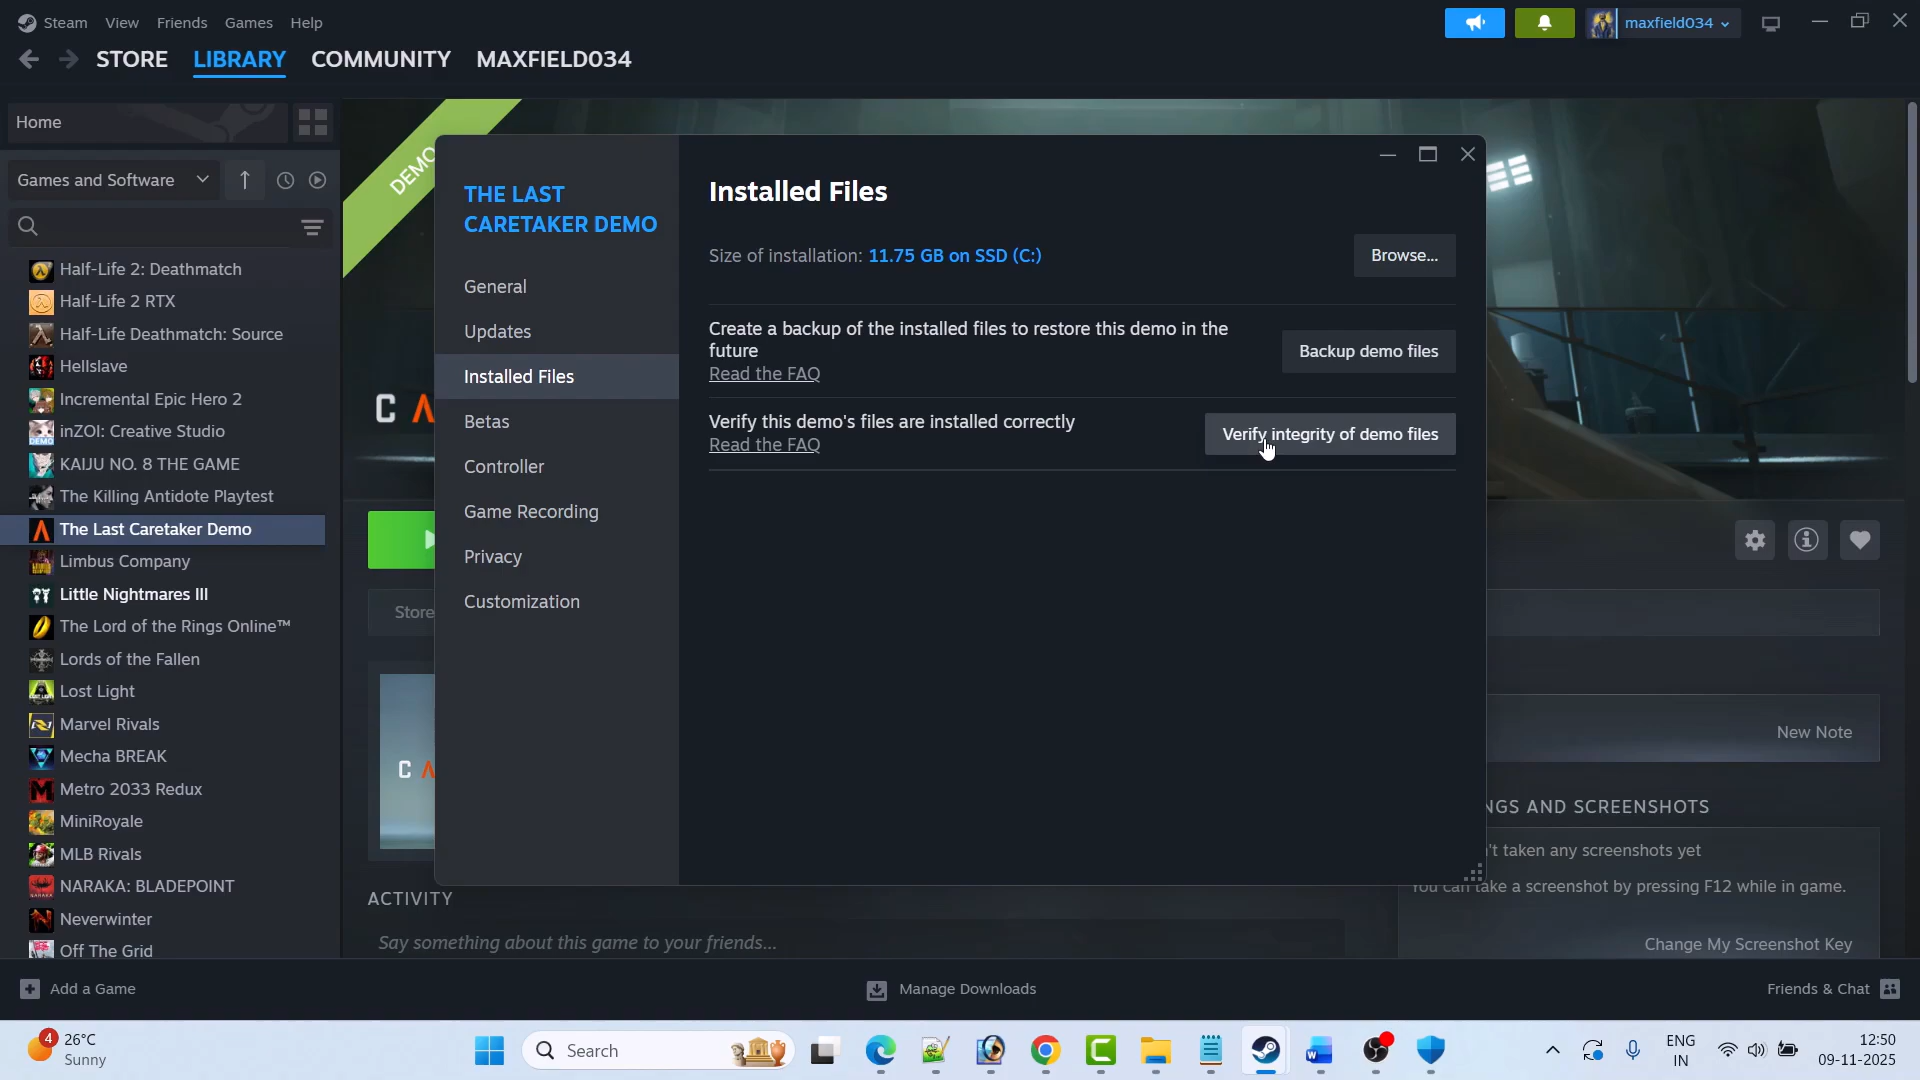 Steam View Friends Games Help
maxfield034
STORE LIBRARY COMMUNITY MAXFIELD034
Home
Games and Software
Half-Life 2: Deathmatch
Half-Life 2 RTX
Half-Life Deathmatch: Source
Hellslave
Incremental Epic Hero 2
inZOI: Creative Studio
KAIJU NO. 8 THE GAME
The Killing Antidote Playtest
The Last Caretaker Demo
Limbus Company
Little Nightmares III
The Lord of the Rings Online™
Lords of the Fallen
Lost Light
Marvel Rivals
Mecha BREAK
Metro 2033 Redux
MiniRoyale
MLB Rivals
NARAKA: BLADEPOINT
Neverwinter
Off The Grid
DEMO
THE LAST
CARETAKER DEMO
General
Updates
Installed Files
Betas
Controller
Game Recording
Privacy
Customization
Installed Files
Size of installation: 11.75 GB on SSD (C:)
Browse...
Create a backup of the installed files to restore this demo in the
future
Read the FAQ
Backup demo files
Verify this demo's files are installed correctly
Read the FAQ
Verify integrity of demo files
Store
New Note
NGS AND SCREENSHOTS
't taken any screenshots yet
You can take a screenshot by pressing F12 while in game.
Change My Screenshot Key
ACTIVITY
Say something about this game to your friends...
Add a Game
Manage Downloads
Friends & Chat
4
26°C
Sunny
Search
ENG
IN
12:50
09-11-2025